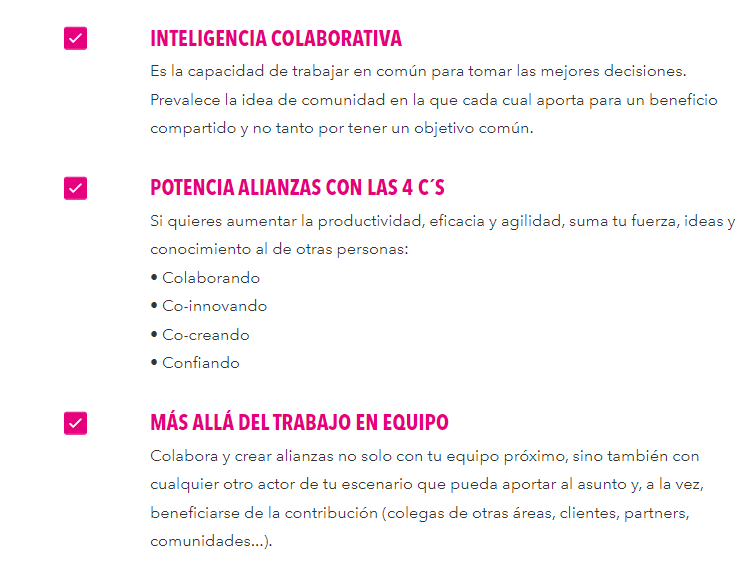 INTELIGENCIA COLABORATIVA
Es la capacidad de trabajar en común para tomar las mejores decisiones.
Prevalece la idea de comunidad en la que cada cual aporta para un beneficio
compartido y no tanto por tener un objetivo común.
POTENCIA ALIANZAS CON LAS 4 C´S
Si quieres aumentar la productividad, eficacia y agilidad, suma tu fuerza, ideas y
conocimiento al de otras personas:
• Colaborando
• Co-innovando
• Co-creando
• Confiando
MÁS ALLÁ DEL TRABAJO EN EQUIPO
Colabora y crear alianzas no solo con tu equipo próximo, sino también con
cualquier otro actor de tu escenario que pueda aportar al asunto y, a la vez,
beneficiarse de la contribución (colegas de otras áreas, clientes, partners,
comunidades...).